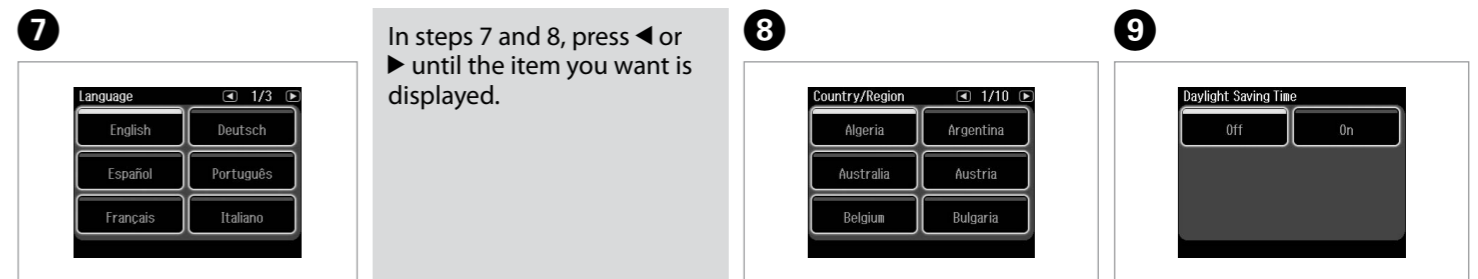 7
Language ◀ 1/3 ▶
English Deutsch
Español Português
Français Italiano
In steps 7 and 8, press ◀ or
▶ until the item you want is
displayed.
8
Country/Region ◀ 1/10 ▶
Algeria Argentina
Australia Austria
Belgium Bulgaria
9
Daylight Saving Time
Off On